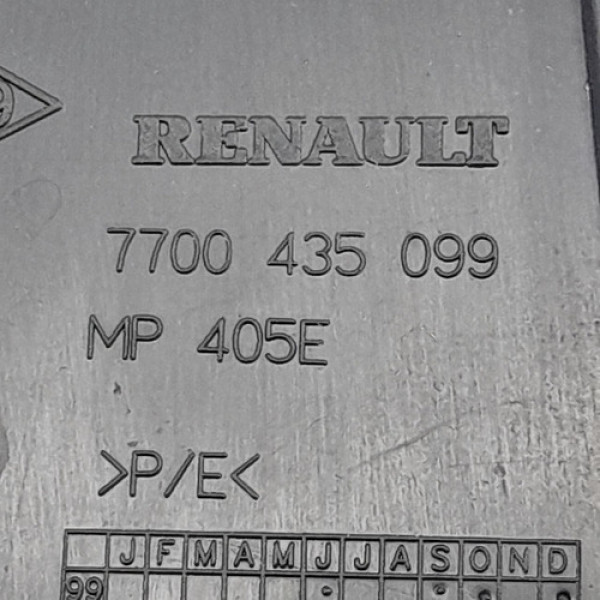 RENAULT
7700 435 099
MP 405E
>P/E<
J F M A M J J A S O N D
99